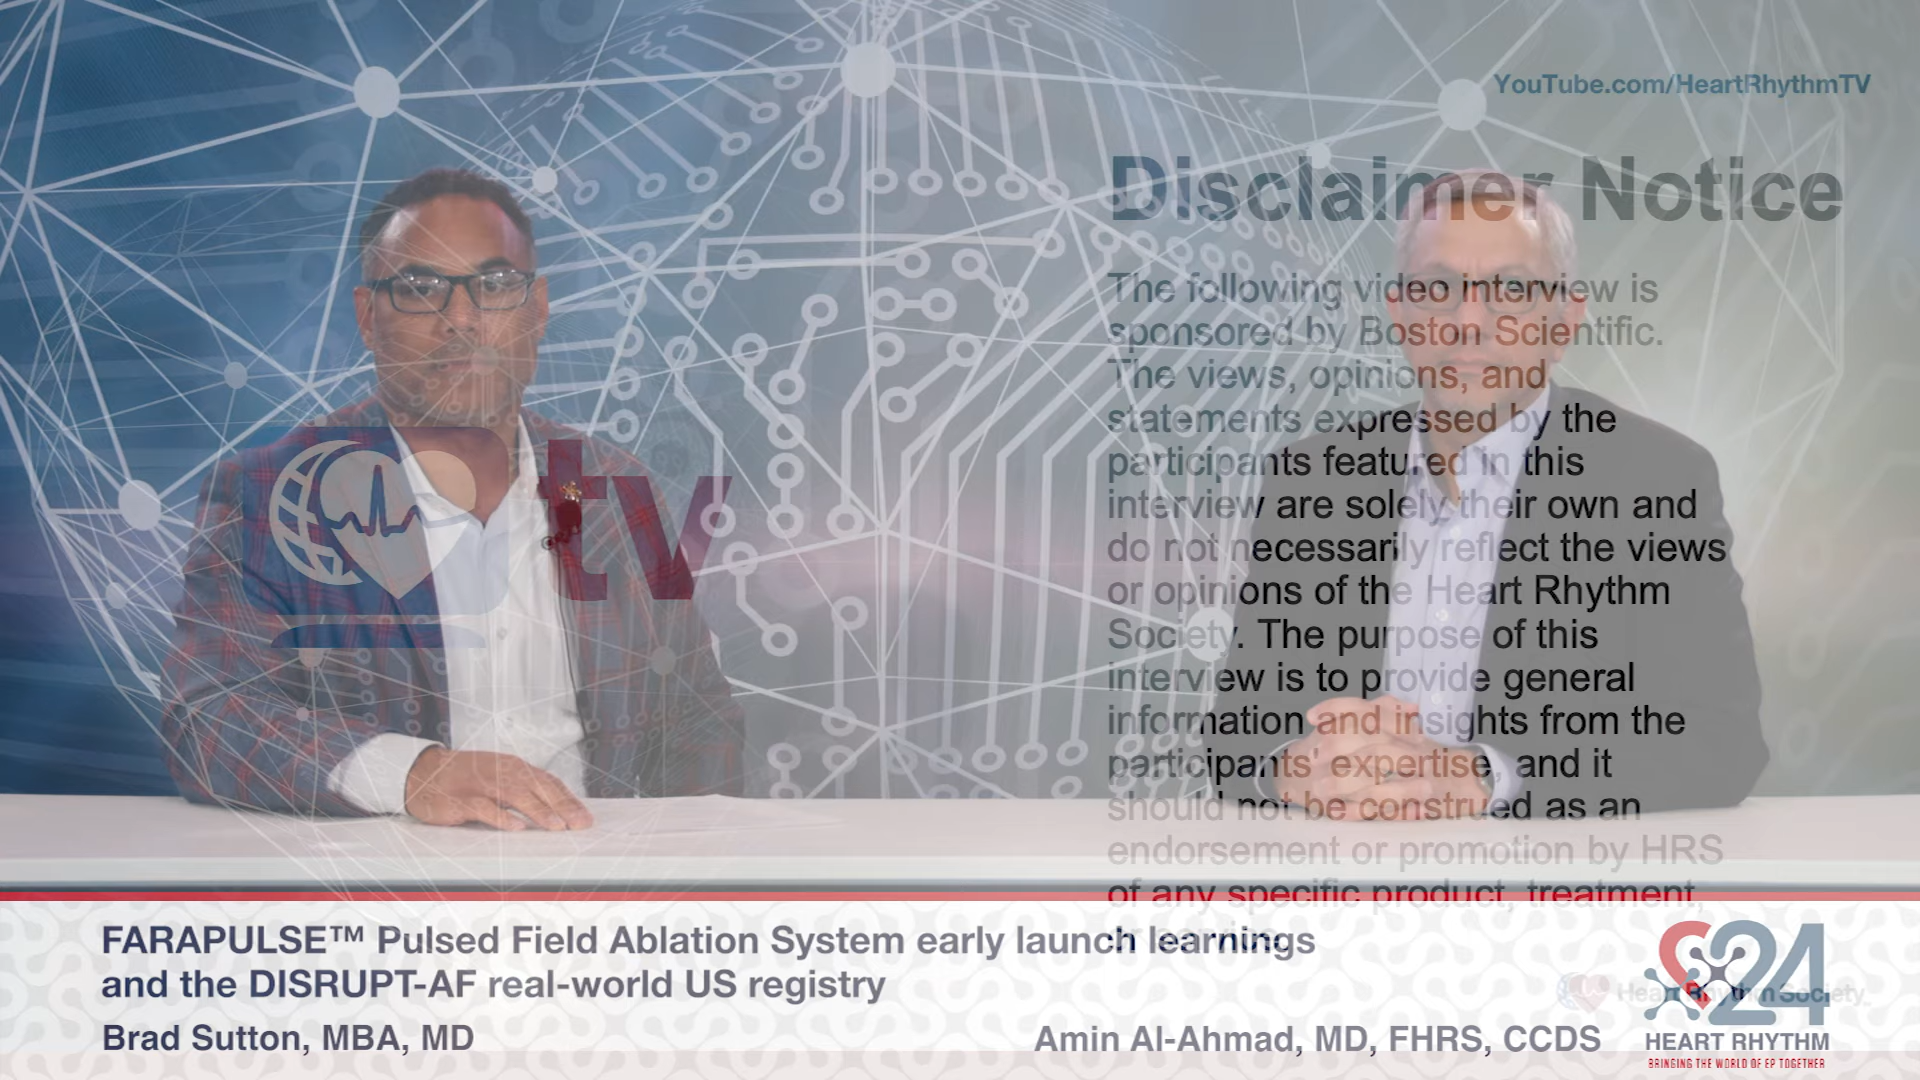 YouTube.com/HeartRhythmTV
Disclaimer Notice
The following video interview is
sponsored by Boston Scientific.
The views, opinions, and
statements expressed by the
participants featured in this
interview are solely their own and
do not necessarily reflect the views
or opinions of the Heart Rhythm
Society. The purpose of this
interview is to provide general
information and insights from the
participants' expertise, and it
should not be construed as an
endorsement or promotion by HRS
of any specific product, treatment,
tv
FARAPULSE™ Pulsed Field Ablation System early launch learnings
and the DISRUPT-AF real-world US registry
Brad Sutton, MBA, MD
Amin Al-Ahmad, MD, FHRS, CCDS
Heart Rhythm Society
24
HEART RHYTHM
BRINGING THE WORLD OF EP TOGETHER